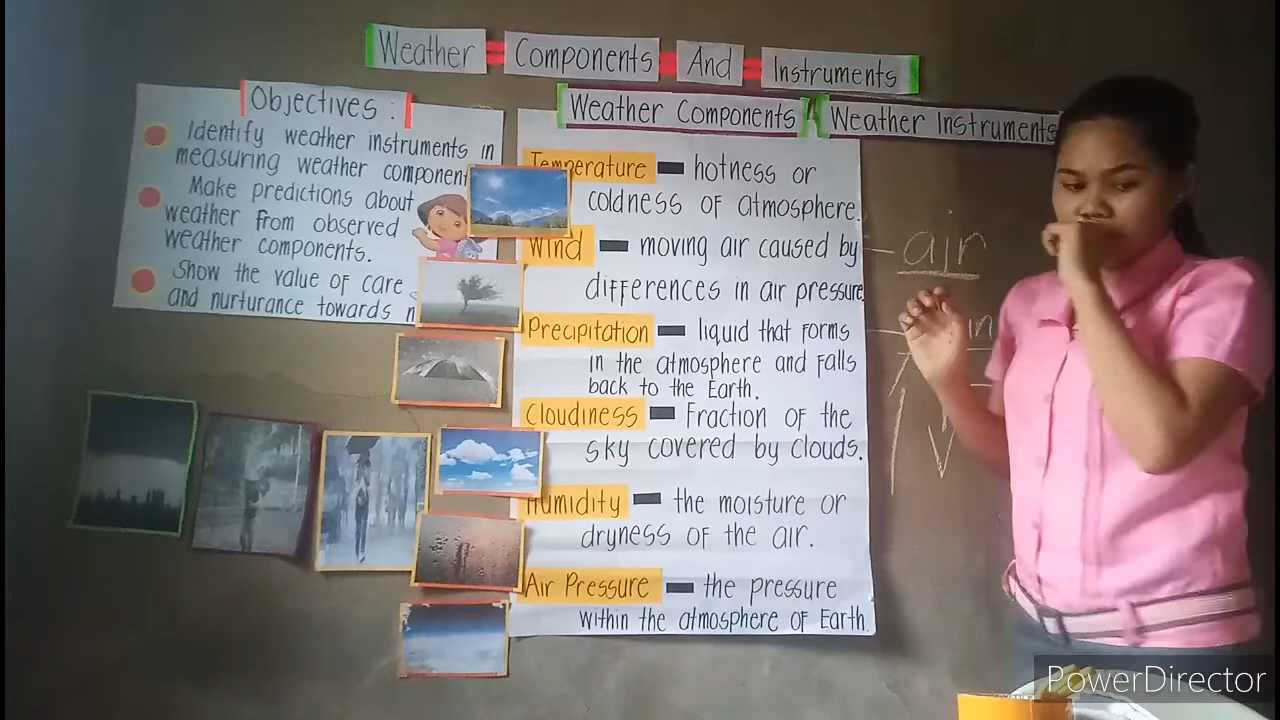 Weather Components And Instruments
Objectives :
Identify weather instruments in
measuring weather
Make predictions about
weather from observed
weather components.
Show the value of care
and nurturance towards
Weather Components
Temperature - hotness or
coldness of atmosphere.
Wind - moving air caused by
differences in air pressure
Precipitation - liquid that forms
in the atmosphere and falls
back to the Earth.
Cloudiness - Fraction of the
sky covered by clouds.
Humidity - the moisture or
dryness of the air.
Air Pressure - the pressure
within the atmosphere of Earth.
Weather Instruments
- air
PowerDirector